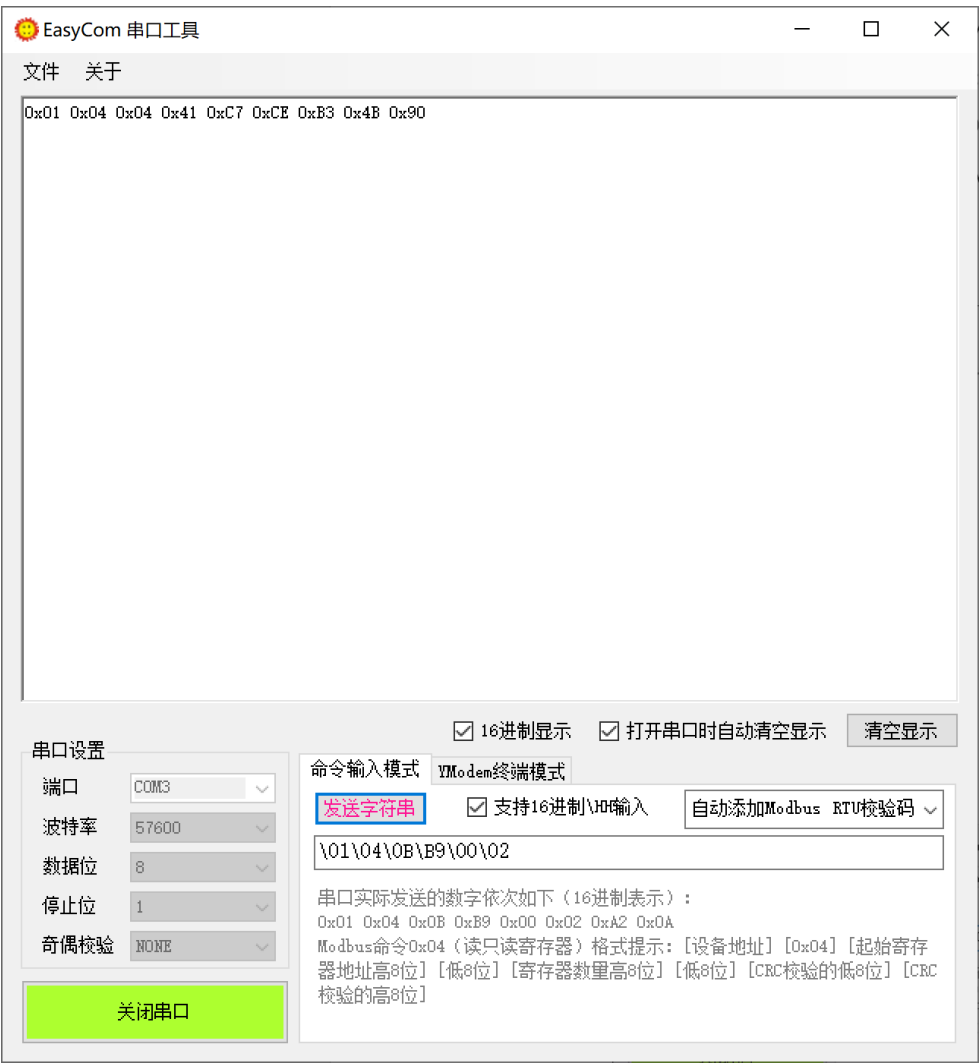 EasyCom 串口工具
文件 关于
0x01 0x04 0x04 0x41 0xC7 0xCE 0xB3 0x4B 0x90
16进制显示 打开串口时自动清空显示 清空显示
串口设置
端口 COM3
波特率 57600
数据位 8
停止位 1
奇偶校验 NONE
关闭串口
命令输入模式 YModem终端模式
发送字符串 支持16进制\HH输入 自动添加Modbus RTU校验码
\01\04\0B\B9\00\02
串口实际发送的数字依次如下（16进制表示）：
0x01 0x04 0x0B 0xB9 0x00 0x02 0xA2 0x0A
Modbus命令0x04（读只读寄存器）格式提示：[设备地址] [0x04] [起始寄存
器地址高8位] [低8位] [寄存器数量高8位] [低8位] [CRC校验的低8位] [CRC
校验的高8位]